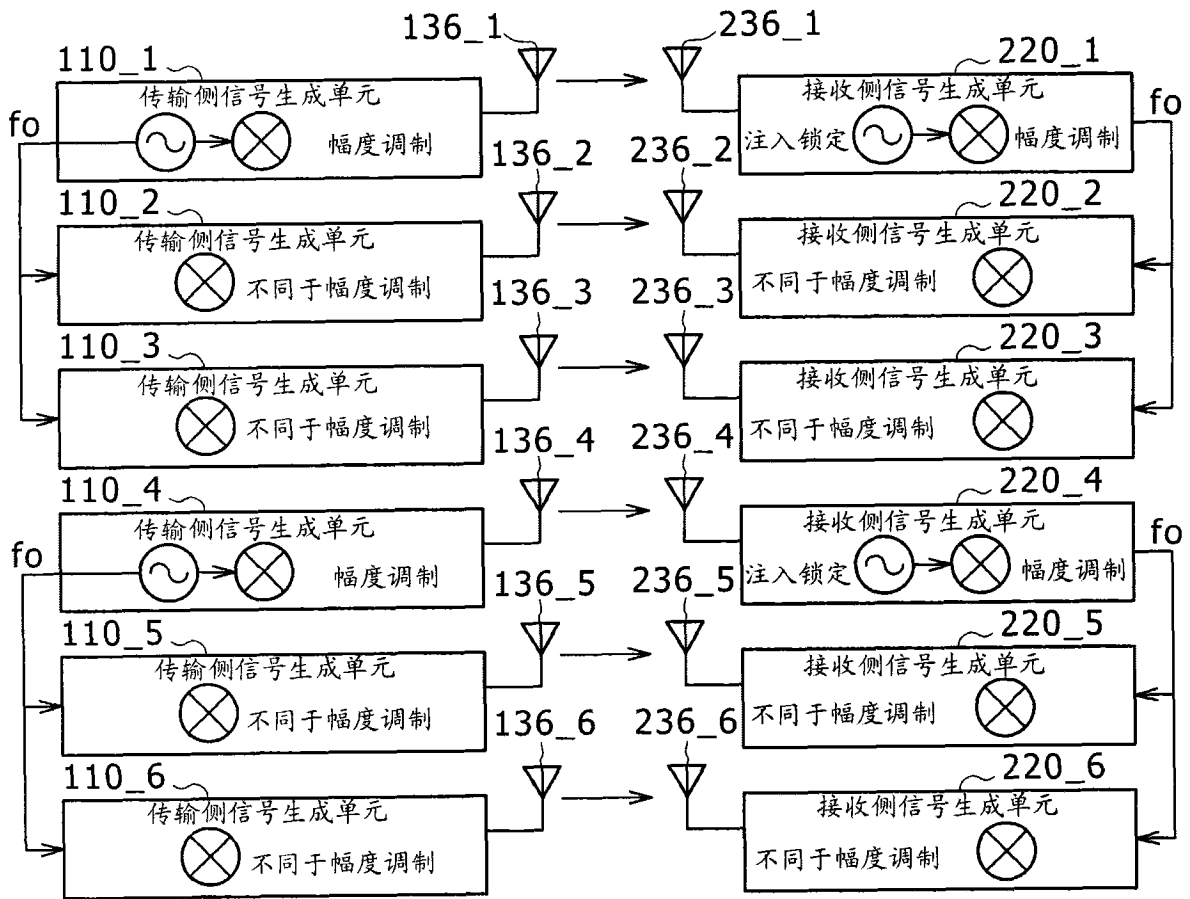 136_1
236_1
110_1
220_1
传输侧信号生成单元
接收侧信号生成单元
fo
fo
幅度调制
注入锁定
幅度调制
136_2
236_2
110_2
220_2
传输侧信号生成单元
接收侧信号生成单元
不同于幅度调制
不同于幅度调制
136_3
236_3
110_3
220_3
传输侧信号生成单元
接收侧信号生成单元
不同于幅度调制
不同于幅度调制
136_4
236_4
110_4
220_4
传输侧信号生成单元
接收侧信号生成单元
fo
fo
幅度调制
注入锁定
幅度调制
136_5
236_5
110_5
220_5
传输侧信号生成单元
接收侧信号生成单元
不同于幅度调制
不同于幅度调制
136_6
236_6
110_6
220_6
传输侧信号生成单元
接收侧信号生成单元
不同于幅度调制
不同于幅度调制